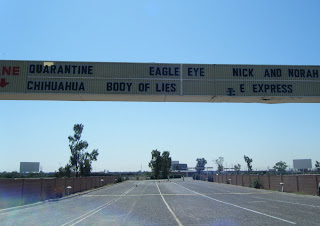 NE QUARANTINE EAGLE EYE NICK AND NORAH
CHIHUAHUA BODY OF LIES E EXPRESS